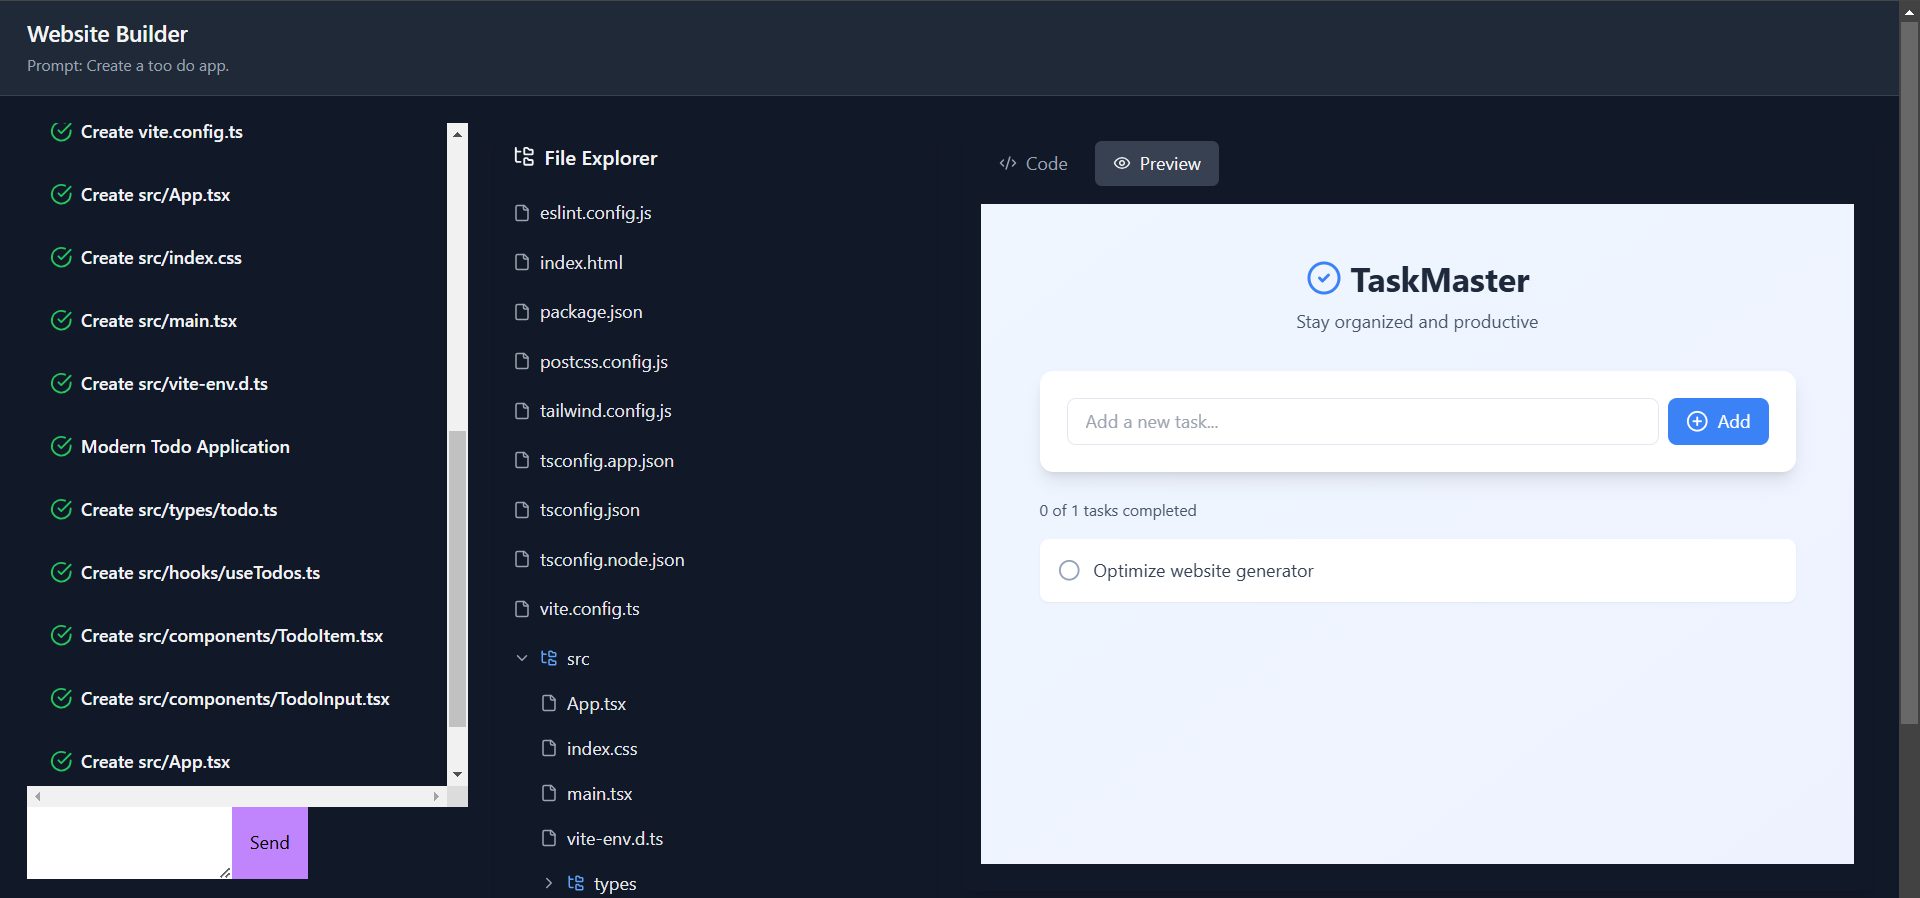 Website Builder
Prompt: Create a too do app.
Create vite.config.ts
Create src/App.tsx
Create src/index.css
Create src/main.tsx
Create src/vite-env.d.ts
Modern Todo Application
Create src/types/todo.ts
Create src/hooks/useTodos.ts
Create src/components/TodoItem.tsx
Create src/components/TodoInput.tsx
Create src/App.tsx
Send
File Explorer
eslint.config.js
index.html
package.json
postcss.config.js
tailwind.config.js
tsconfig.app.json
tsconfig.json
tsconfig.node.json
vite.config.ts
src
App.tsx
index.css
main.tsx
vite-env.d.ts
types
Code
Preview
TaskMaster
Stay organized and productive
Add a new task...
Add
0 of 1 tasks completed
Optimize website generator